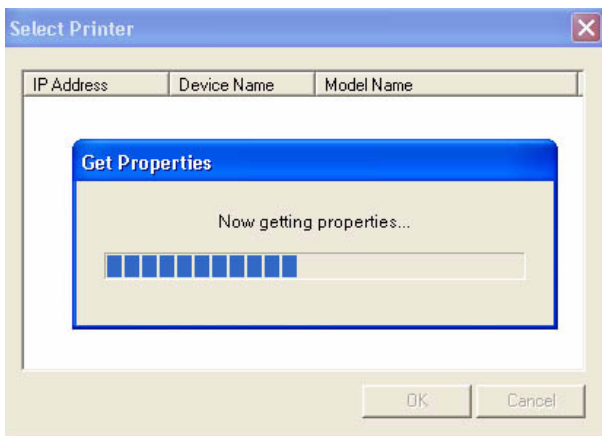 Select Printer
IP Address Device Name Model Name
Get Properties
Now getting properties...
OK Cancel